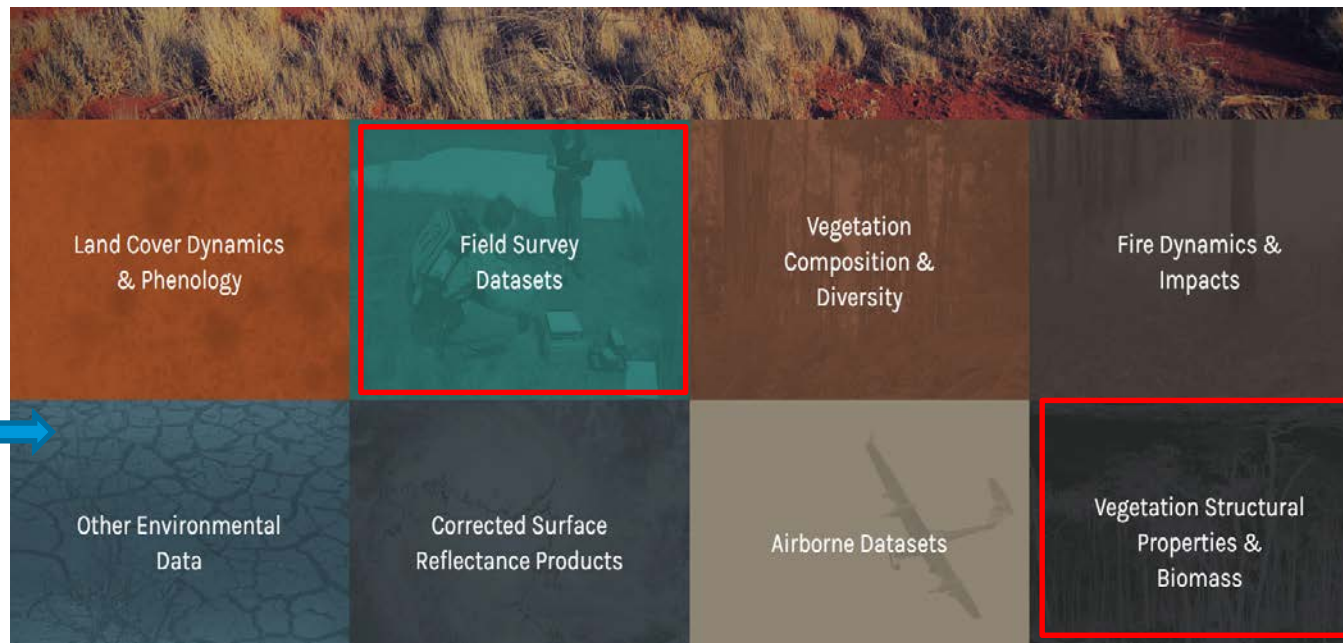 Land Cover Dynamics
& Phenology
Field Survey
Datasets
Vegetation
Composition &
Diversity
Fire Dynamics &
Impacts
Other Environmental
Data
Corrected Surface
Reflectance Products
Airborne Datasets
Vegetation Structural
Properties &
Biomass